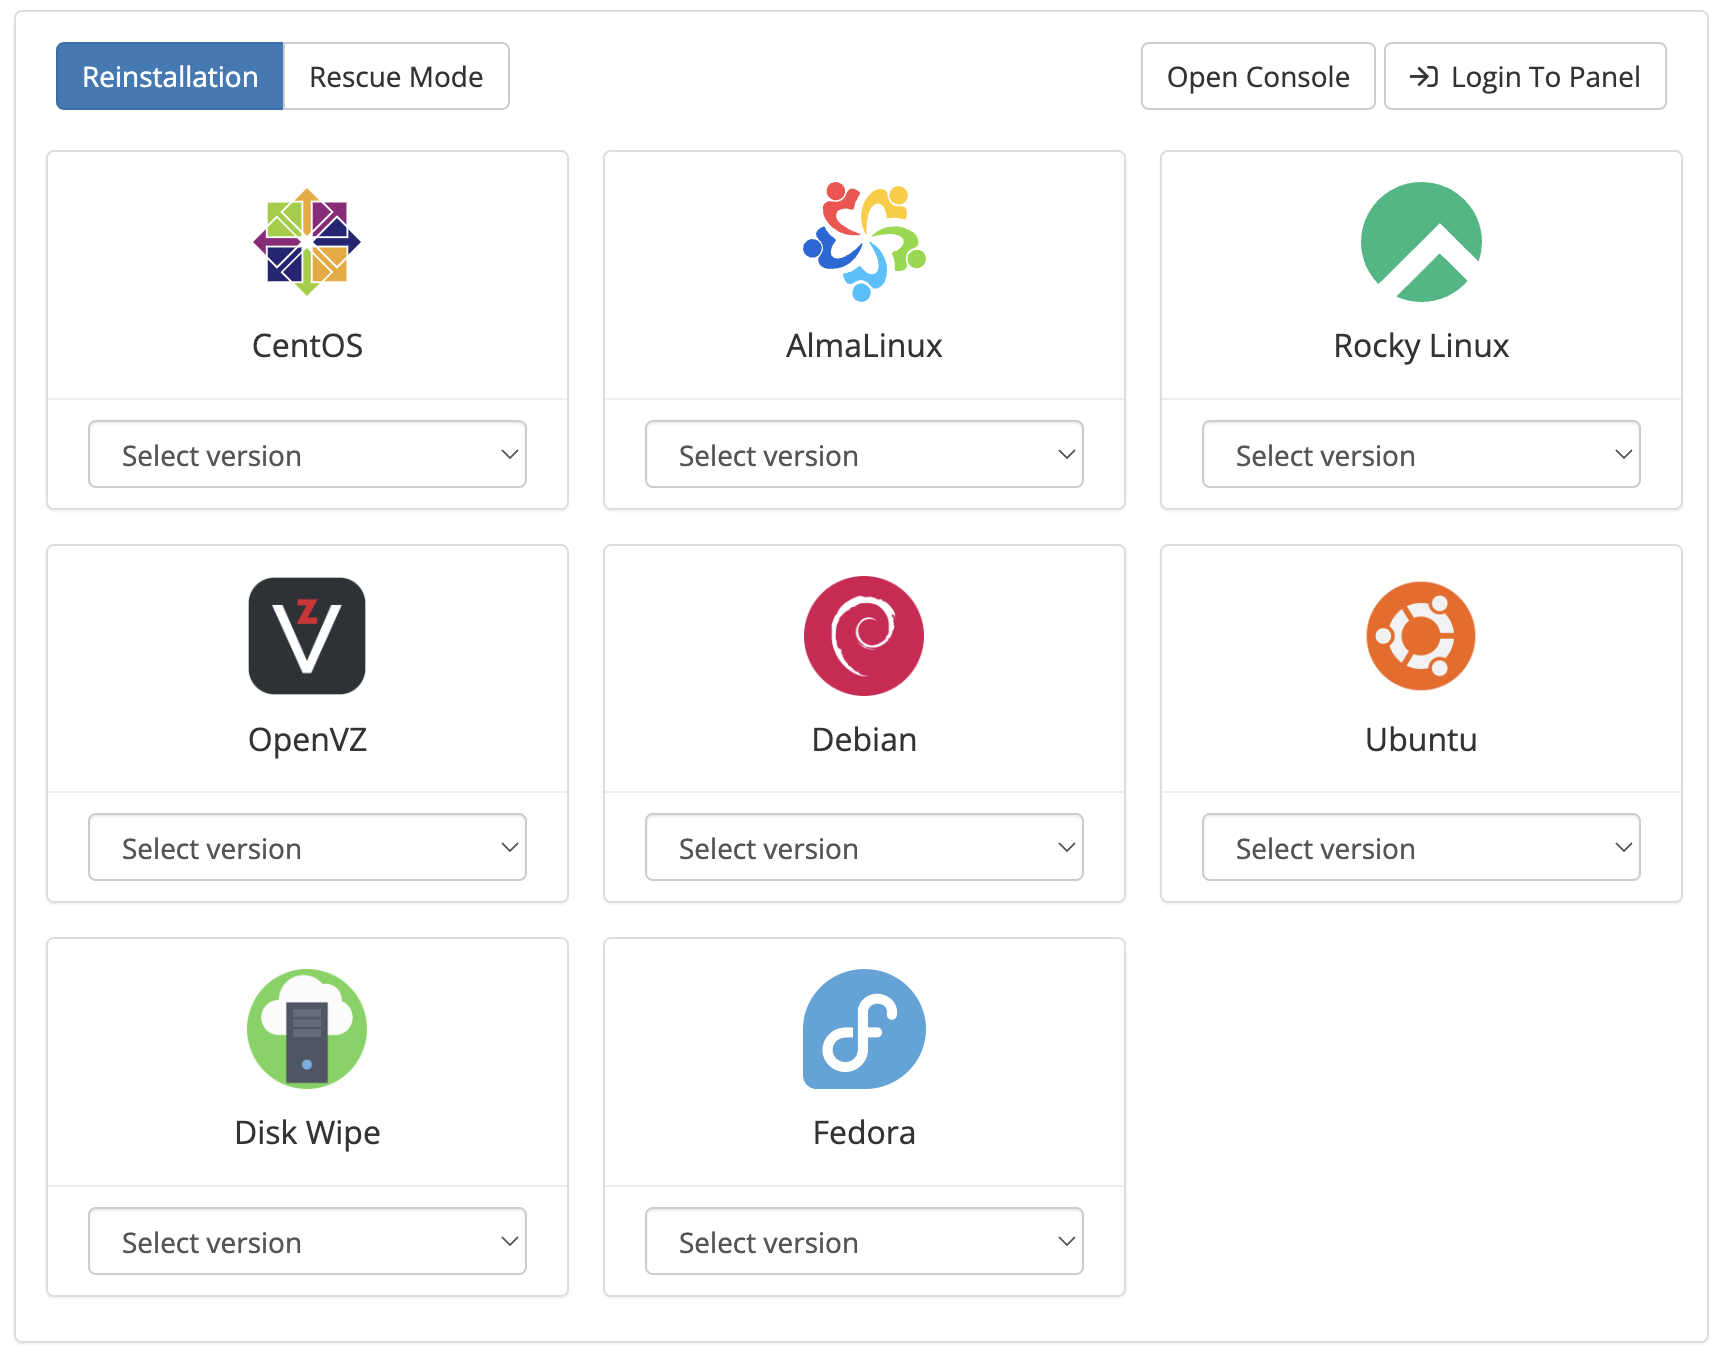 Reinstallation
Rescue Mode
Open Console
Login To Panel
CentOS
AlmaLinux
Rocky Linux
Select version
Select version
Select version
VZ
OpenVZ
Debian
Ubuntu
Select version
Select version
Select version
Disk Wipe
Fedora
Select version
Select version